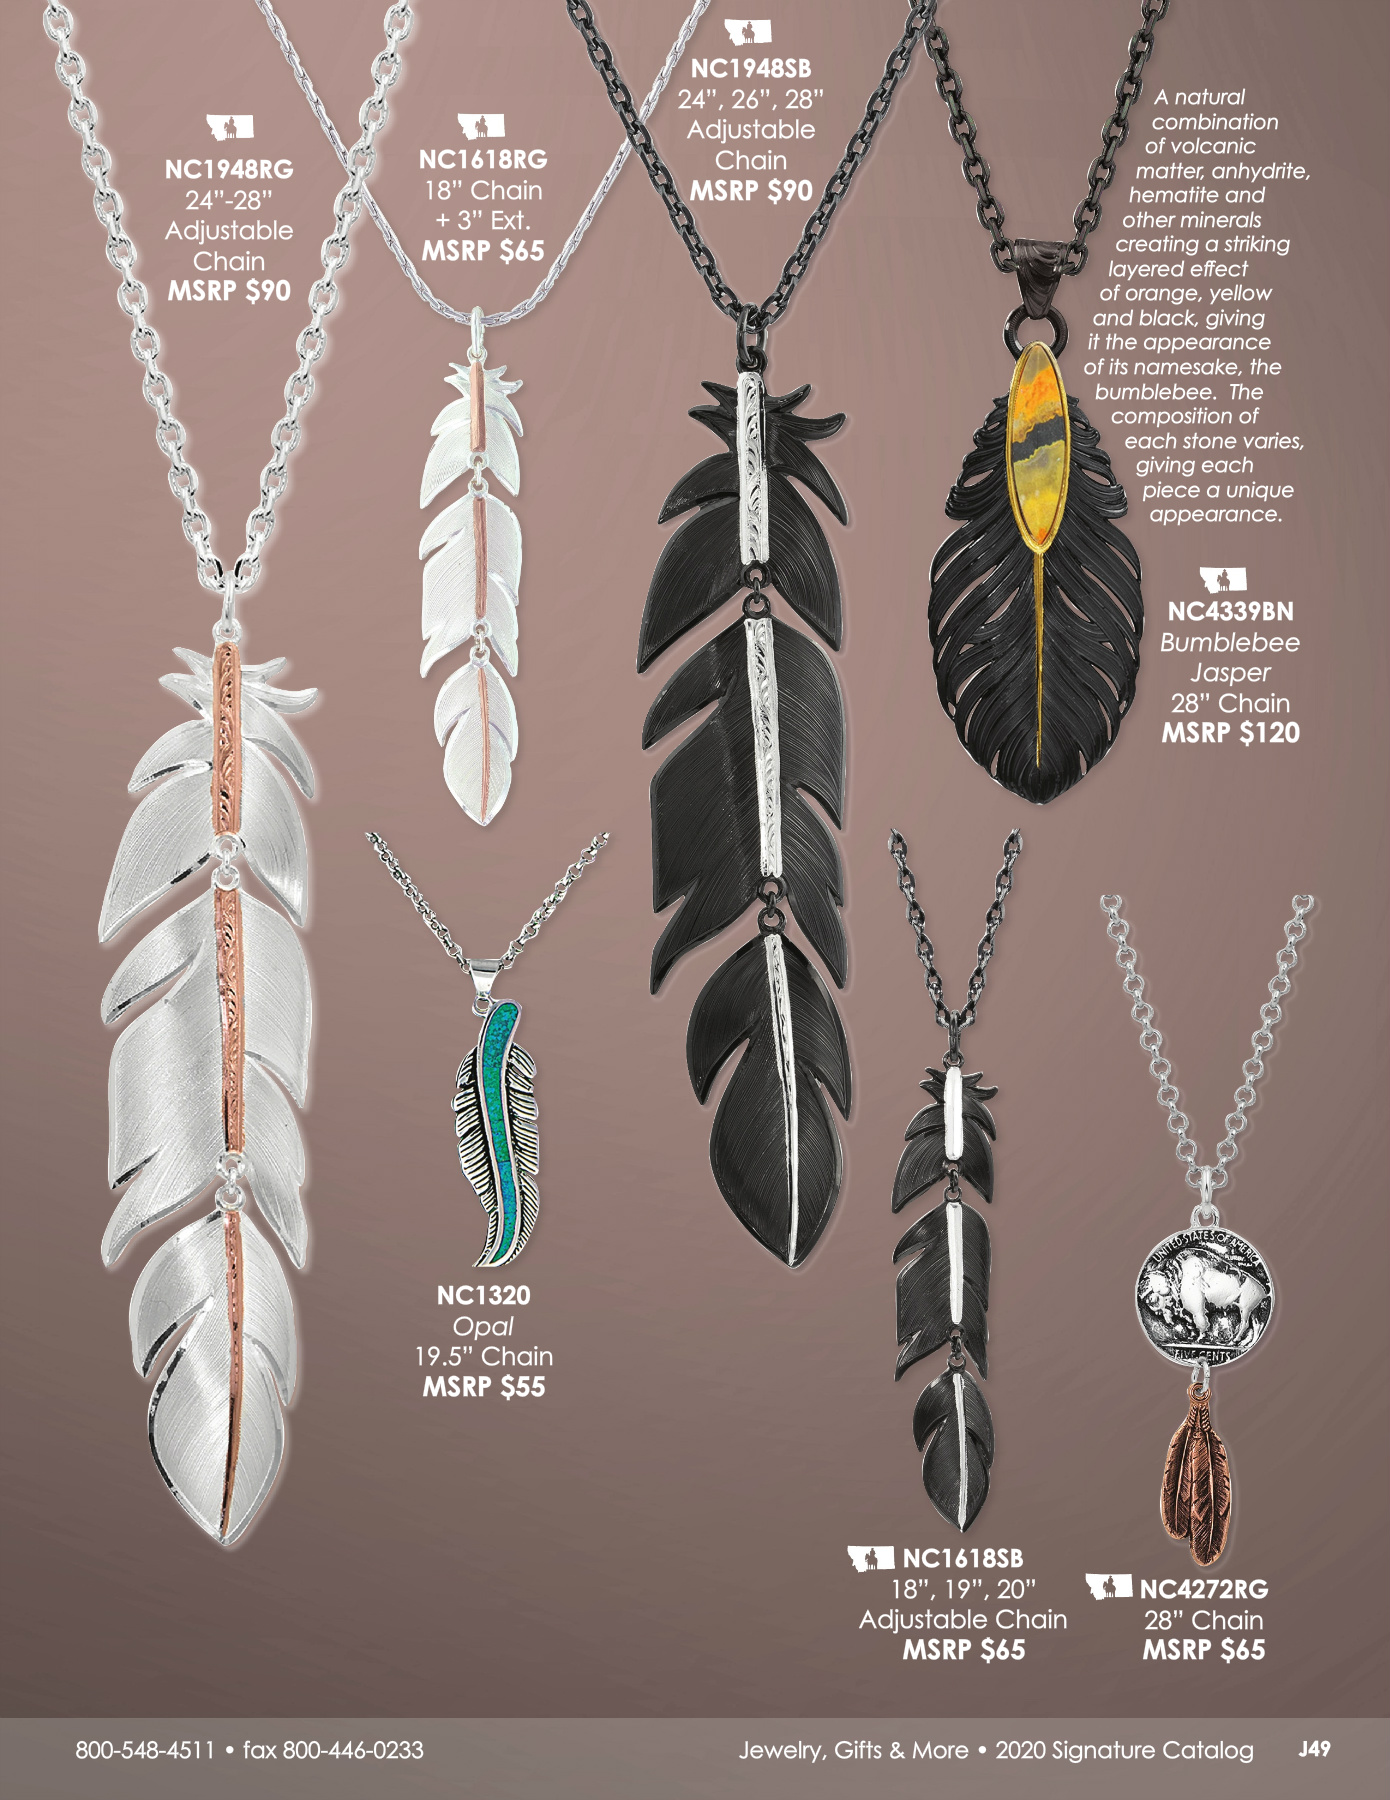 NC1948RG
24”-28”
Adjustable
Chain
MSRP $90
NC1618RG
18” Chain
+ 3” Ext.
MSRP $65
NC1948SB
24”, 26”, 28”
Adjustable
Chain
MSRP $90
A natural
combination
of volcanic
matter, anhydrite,
hematite and
other minerals
creating a striking
layered effect
of orange, yellow
and black, giving
it the appearance
of its namesake, the
bumblebee. The
composition of
each stone varies,
giving each
piece a unique
appearance.
NC4339BN
Bumblebee
Jasper
28” Chain
MSRP $120
NC1320
Opal
19.5” Chain
MSRP $55
UNITED STATES OF AMERICA
FIVE CENTS
NC1618SB
18”, 19”, 20”
Adjustable Chain
MSRP $65
NC4272RG
28” Chain
MSRP $65
800-548-4511 • fax 800-446-0233
Jewelry, Gifts & More • 2020 Signature Catalog J49